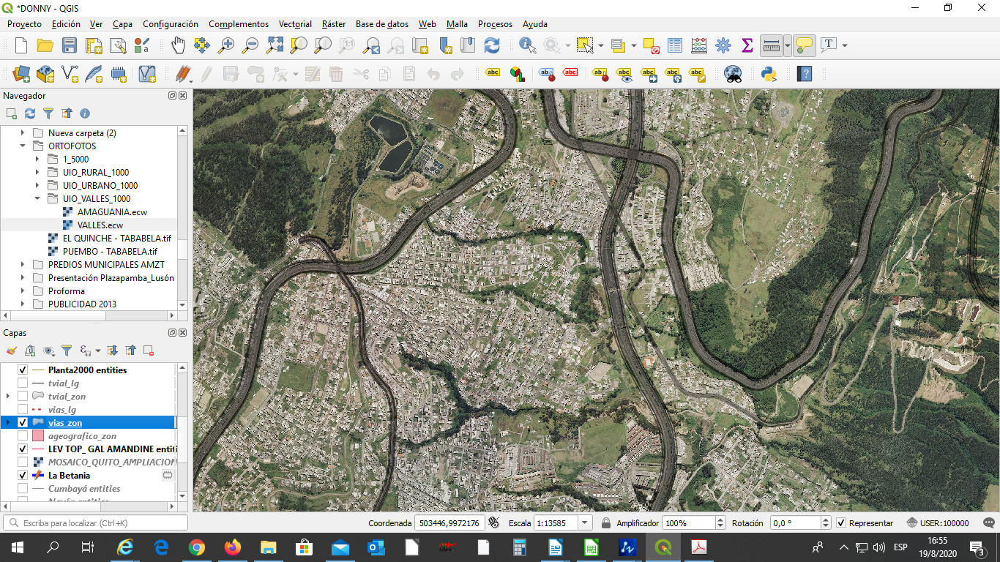 *DONNY - QGIS
Proyecto Edición Ver Capa Configuración Complementos Vectorial Ráster Base de datos Web Malla Procesos Ayuda
Navegador
Nueva carpeta (2)
ORTOFOTOS
1_5000
UIO_RURAL_1000
UIO_URBANO_1000
UIO_VALLES_1000
AMAGUANIA.ecw
VALLES.ecw
EL QUINCHE - TABABELA.tif
PUEMBO - TABABELA.tif
PREDIOS MUNICIPALES AMZT
Presentación Plazapamba_Lusón
Proforma
PUBLICIDAD 2013
Capas
Planta2000 entities
tvial_lg
tvial_zon
vias_lg
vias_zon
ageografico_zon
LEV TOP_ GAL AMANDINE entiti
MOSAICO_QUITO_AMPLIACION
La Betania
Cumbayá entities
Escriba para localizar (Ctrl+K) Coordenada 503446,9972176 Escala 1:13585 Amplificador 100% Rotación 0,0 ° Representar USER:100000
ESP
16:55
19/8/2020
3